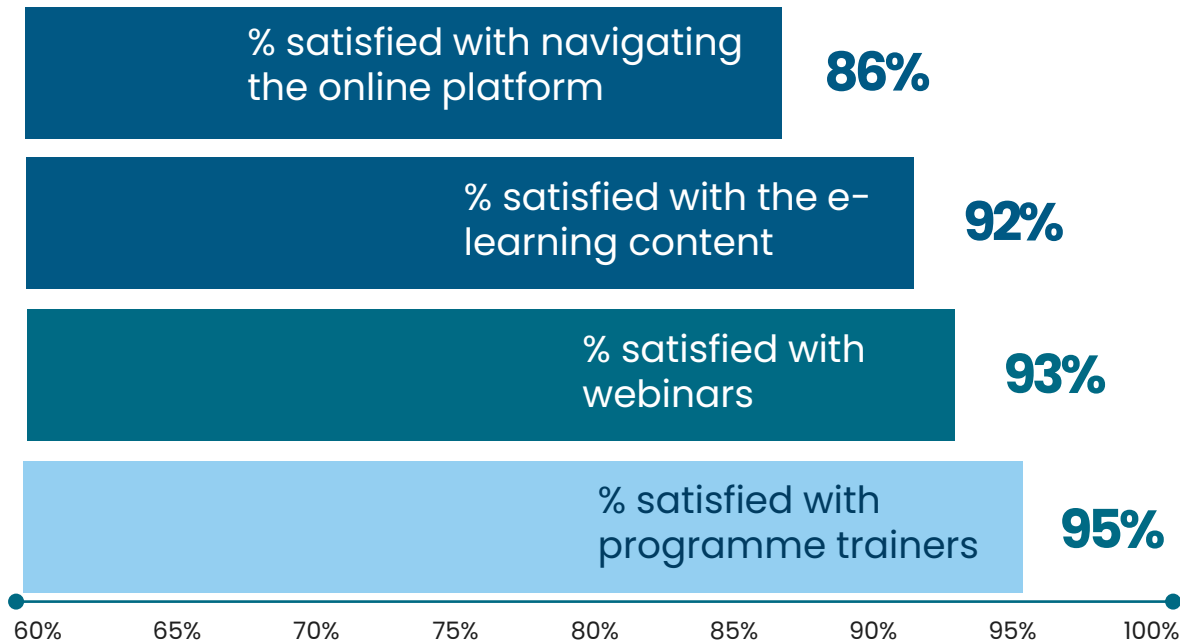 % satisfied with navigating
the online platform
86%
% satisfied with the e-
learning content
92%
% satisfied with
webinars
93%
% satisfied with
programme trainers
95%
60% 65% 70% 75% 80% 85% 90% 95% 100%